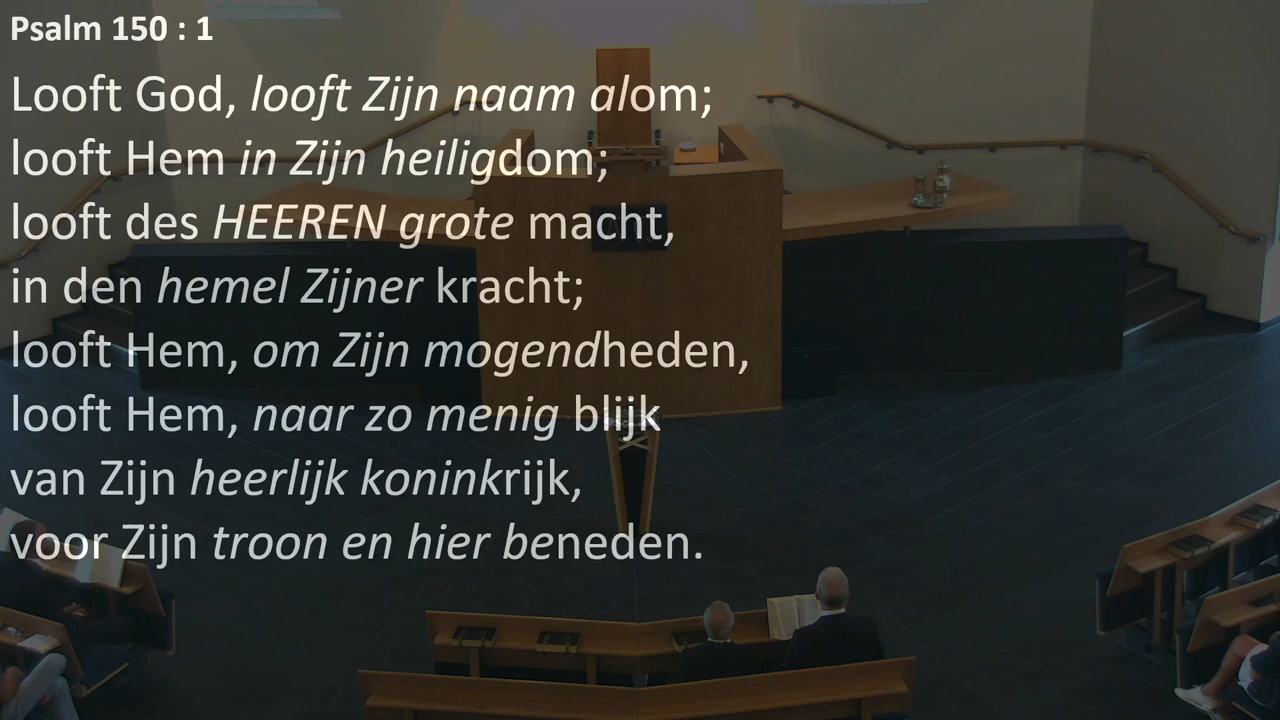 Psalm 150 : 1
Looft God, looft Zijn naam alom;
looft Hem in Zijn heiligdom;
looft des HEEREN grote macht,
in den hemel Zijner kracht;
looft Hem, om Zijn mogendheden,
looft Hem, naar zo menig blijk
van Zijn heerlijk koninkrijk,
voor Zijn troon en hier beneden.